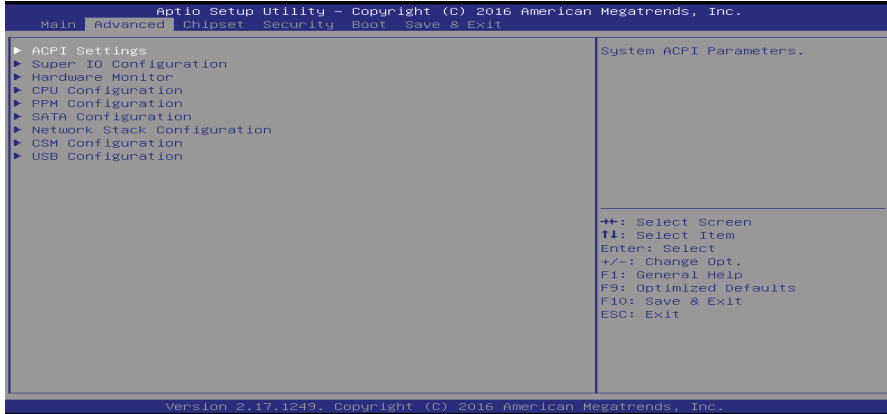 Aptio Setup Utility – Copyright (C) 2016 American Megatrends, Inc.
Main Advanced Chipset Security Boot Save & Exit
▶ ACPI Settings
▶ Super IO Configuration
▶ Hardware Monitor
▶ CPU Configuration
▶ PPM Configuration
▶ SATA Configuration
▶ Network Stack Configuration
▶ CSM Configuration
▶ USB Configuration
System ACPI Parameters.
→←: Select Screen
↑↓: Select Item
Enter: Select
+/-: Change Opt.
F1: General Help
F9: Optimized Defaults
F10: Save & Exit
ESC: Exit
Version 2.17.1249. Copyright (C) 2016 American Megatrends, Inc.